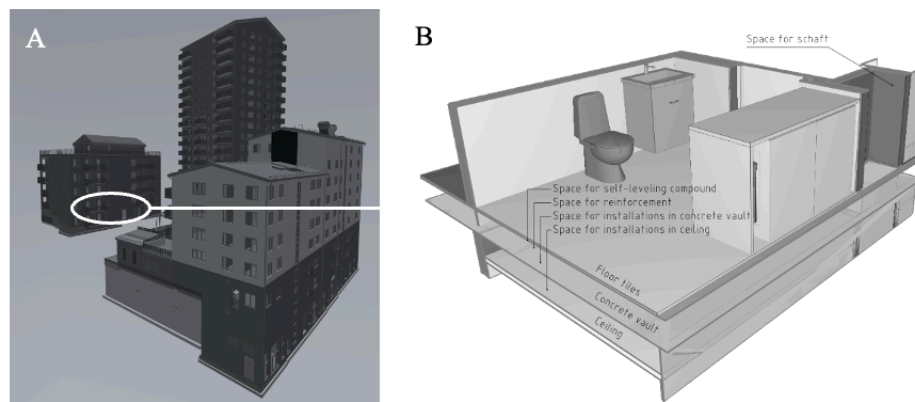 A
B
Space for schaft
Space for self-leveling compound
Space for reinforcement
Space for installations in concrete vault
Space for installations in ceiling
Floor tiles
Concrete vault
Ceiling